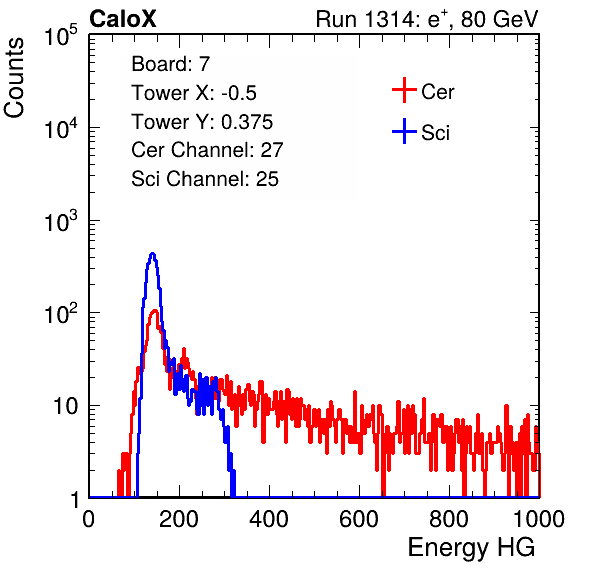 CaloX Run 1314: e⁺, 80 GeV
Counts
Board: 7
Tower X: -0.5
Tower Y: 0.375
Cer Channel: 27
Sci Channel: 25
Cer
Sci
10⁵
10⁴
10³
10²
10
1
0 200 400 600 800 1000
Energy HG